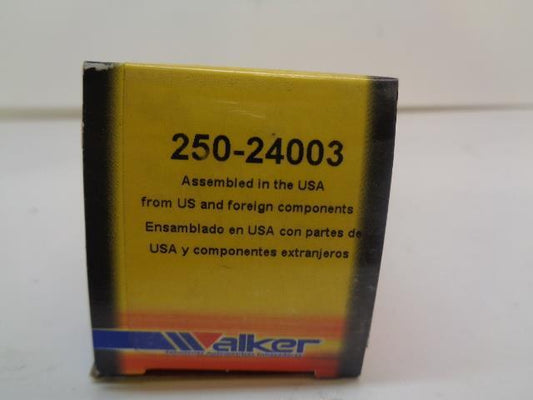 250-24003
Assembled in the USA
from US and foreign components
Ensamblado en USA con partes de
USA y componentes extranjeros
Walker